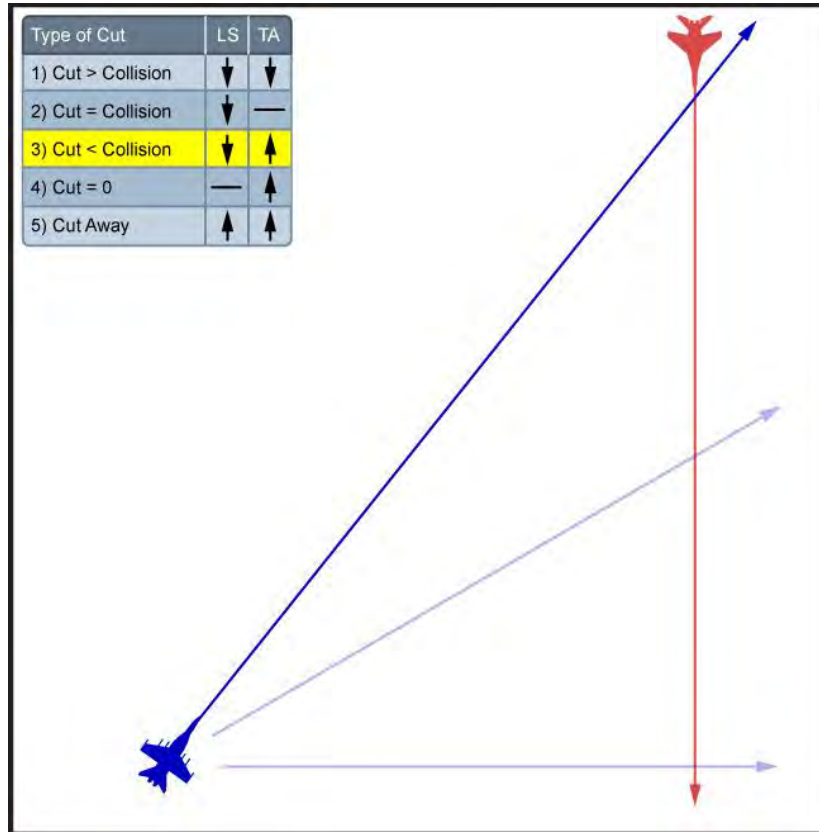 Type of Cut LS TA
1) Cut > Collision
2) Cut = Collision
3) Cut < Collision
4) Cut = 0
5) Cut Away